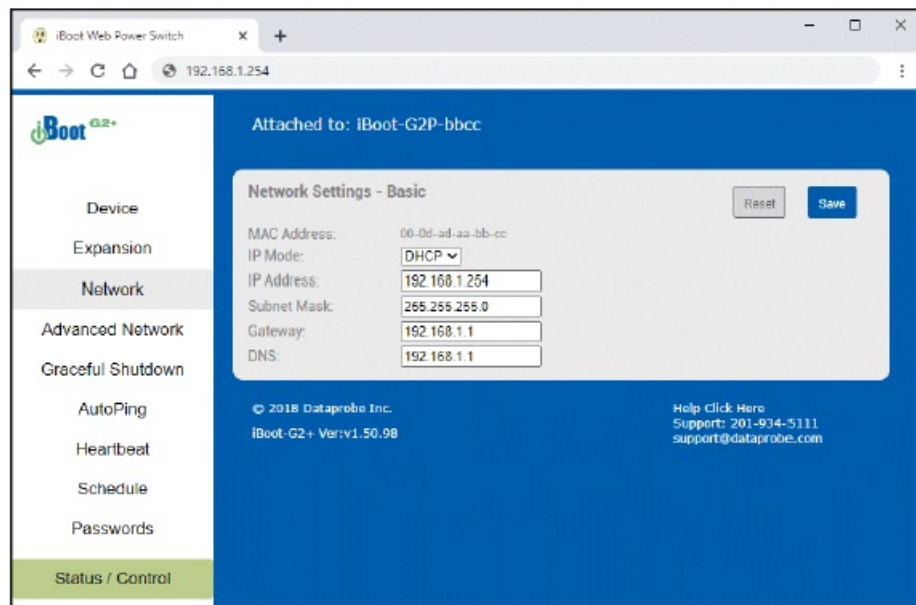 iBoot Web Power Switch
192.168.1.254
iBoot G2+
Attached to: iBoot-G2P-bbcc
Device
Expansion
Network
Advanced Network
Graceful Shutdown
AutoPing
Heartbeat
Schedule
Passwords
Status / Control
Network Settings - Basic
Reset
Save
MAC Address: 00-0d-ad-aa-bb-cc
IP Mode: DHCP
IP Address: 192.168.1.254
Subnet Mask: 255.255.255.0
Gateway: 192.168.1.1
DNS: 192.168.1.1
© 2018 Dataprobe Inc.
iBoot-G2+ Ver:v1.50.98
Help Click Here
Support: 201-934-5111
support@dataprobe.com